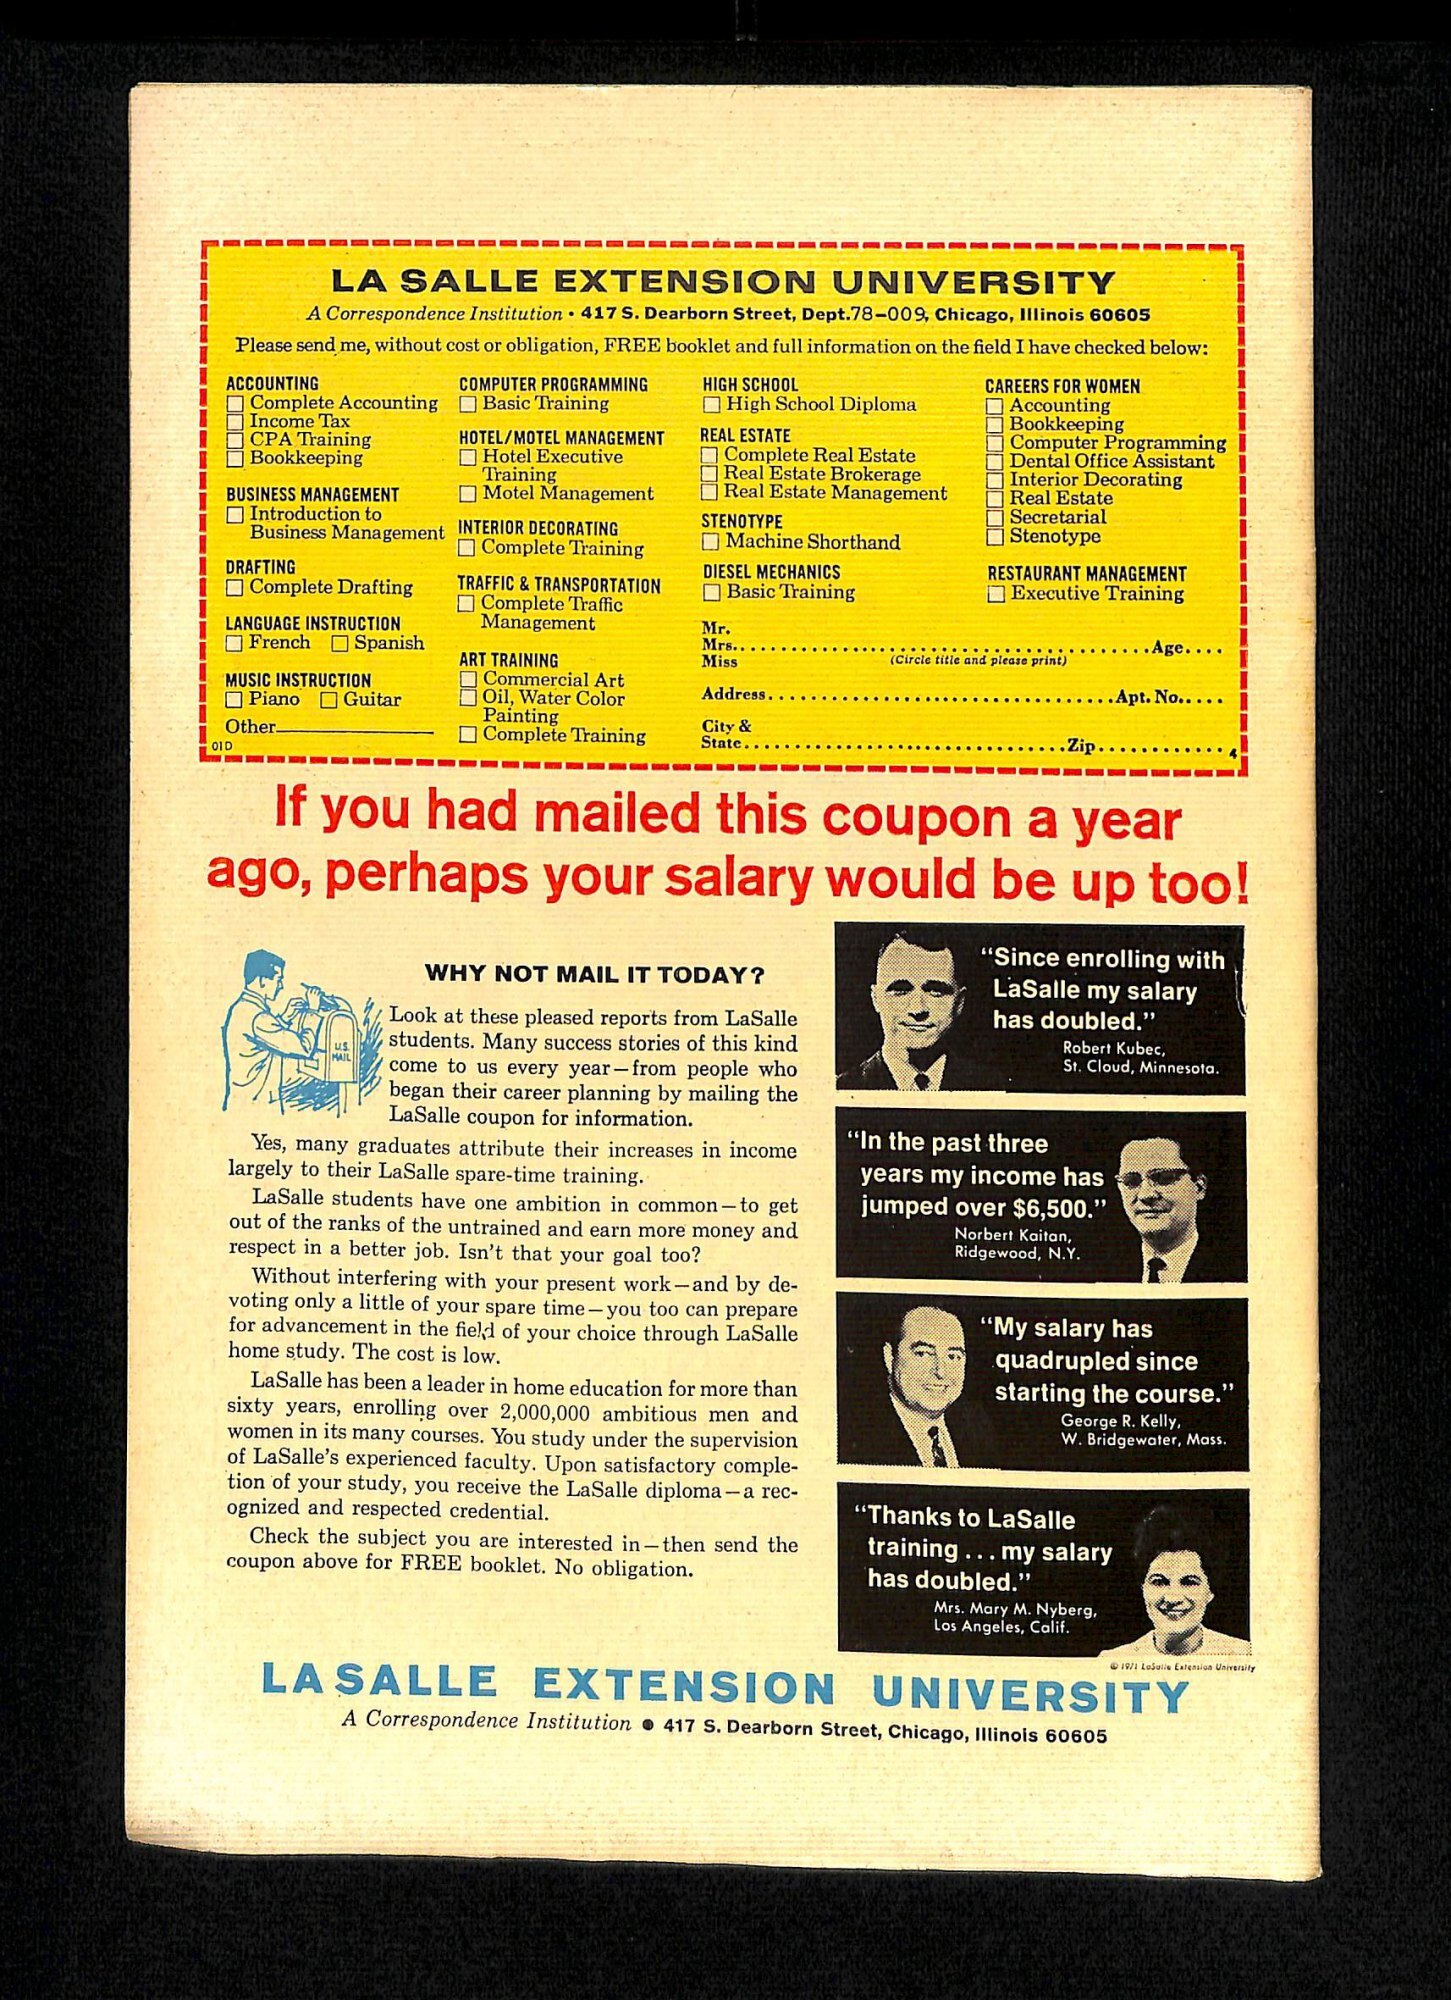 LA SALLE EXTENSION UNIVERSITY
A Correspondence Institution • 417 S. Dearborn Street, Dept.78-009, Chicago, Illinois 60605
Please send me, without cost or obligation, FREE booklet and full information on the field I have checked below:
ACCOUNTING
Complete Accounting
Income Tax
CPA Training
Bookkeeping
BUSINESS MANAGEMENT
Introduction to
Business Management
DRAFTING
Complete Drafting
LANGUAGE INSTRUCTION
French Spanish
MUSIC INSTRUCTION
Piano Guitar
Other
01D
COMPUTER PROGRAMMING
Basic Training
HOTEL/MOTEL MANAGEMENT
Hotel Executive
Training
Motel Management
INTERIOR DECORATING
Complete Training
TRAFFIC & TRANSPORTATION
Complete Traffic
Management
ART TRAINING
Commercial Art
Oil, Water Color
Painting
Complete Training
HIGH SCHOOL
High School Diploma
REAL ESTATE
Complete Real Estate
Real Estate Brokerage
Real Estate Management
STENOTYPE
Machine Shorthand
DIESEL MECHANICS
Basic Training
CAREERS FOR WOMEN
Accounting
Bookkeeping
Computer Programming
Dental Office Assistant
Interior Decorating
Real Estate
Secretarial
Stenotype
RESTAURANT MANAGEMENT
Executive Training
Mr.
Mrs. Age
Miss (Circle title and please print)
Address Apt. No.
City &
State Zip
4
If you had mailed this coupon a year
ago, perhaps your salary would be up too!
WHY NOT MAIL IT TODAY?
U.S.
MAIL
Look at these pleased reports from LaSalle
students. Many success stories of this kind
come to us every year—from people who
began their career planning by mailing the
LaSalle coupon for information.
Yes, many graduates attribute their increases in income
largely to their LaSalle spare-time training.
LaSalle students have one ambition in common—to get
out of the ranks of the untrained and earn more money and
respect in a better job. Isn't that your goal too?
Without interfering with your present work—and by de-
voting only a little of your spare time—you too can prepare
for advancement in the field of your choice through LaSalle
home study. The cost is low.
LaSalle has been a leader in home education for more than
sixty years, enrolling over 2,000,000 ambitious men and
women in its many courses. You study under the supervision
of LaSalle's experienced faculty. Upon satisfactory comple-
tion of your study, you receive the LaSalle diploma—a rec-
ognized and respected credential.
Check the subject you are interested in—then send the
coupon above for FREE booklet. No obligation.
"Since enrolling with
LaSalle my salary
has doubled."
Robert Kubec,
St. Cloud, Minnesota.
"In the past three
years my income has
jumped over $6,500."
Norbert Kaitan,
Ridgewood, N.Y.
"My salary has
quadrupled since
starting the course."
George R. Kelly,
W. Bridgewater, Mass.
"Thanks to LaSalle
training . . . my salary
has doubled."
Mrs. Mary M. Nyberg,
Los Angeles, Calif.
© 1971 LaSalle Extension University
LASALLE EXTENSION UNIVERSITY
A Correspondence Institution • 417 S. Dearborn Street, Chicago, Illinois 60605